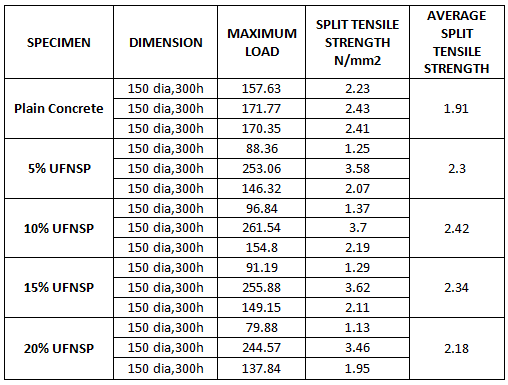 SPECIMEN DIMENSION MAXIMUM LOAD SPLIT TENSILE STRENGTH N/mm2 AVERAGE SPLIT TENSILE STRENGTH
Plain Concrete 150 dia,300h 157.63 2.23 1.91
150 dia,300h 171.77 2.43
150 dia,300h 170.35 2.41
5% UFNSP 150 dia,300h 88.36 1.25 2.3
150 dia,300h 253.06 3.58
150 dia,300h 146.32 2.07
10% UFNSP 150 dia,300h 96.84 1.37 2.42
150 dia,300h 261.54 3.7
150 dia,300h 154.8 2.19
15% UFNSP 150 dia,300h 91.19 1.29 2.34
150 dia,300h 255.88 3.62
150 dia,300h 149.15 2.11
20% UFNSP 150 dia,300h 79.88 1.13 2.18
150 dia,300h 244.57 3.46
150 dia,300h 137.84 1.95